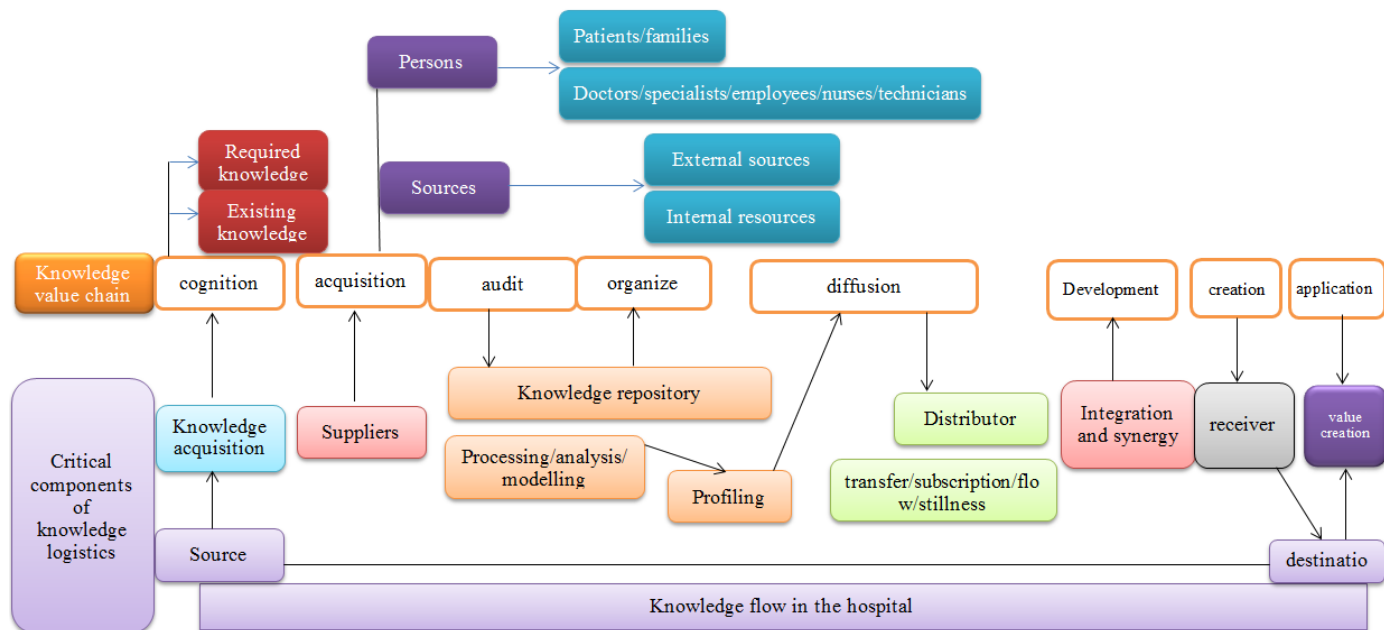 Patients/families
Persons
Doctors/specialists/employees/nurses/technicians
Required
knowledge
External sources
Sources
Existing
knowledge
Internal resources
Knowledge
value chain
cognition
acquisition
audit
organize
diffusion
Development
creation
application
Knowledge repository
Critical
components
of
knowledge
logistics
Knowledge
acquisition
Suppliers
Distributor
Integration
and synergy
receiver
value
creation
Processing/analysis/
modelling
Profiling
transfer/subscription/flo
w/stillness
Source
destinatio
Knowledge flow in the hospital